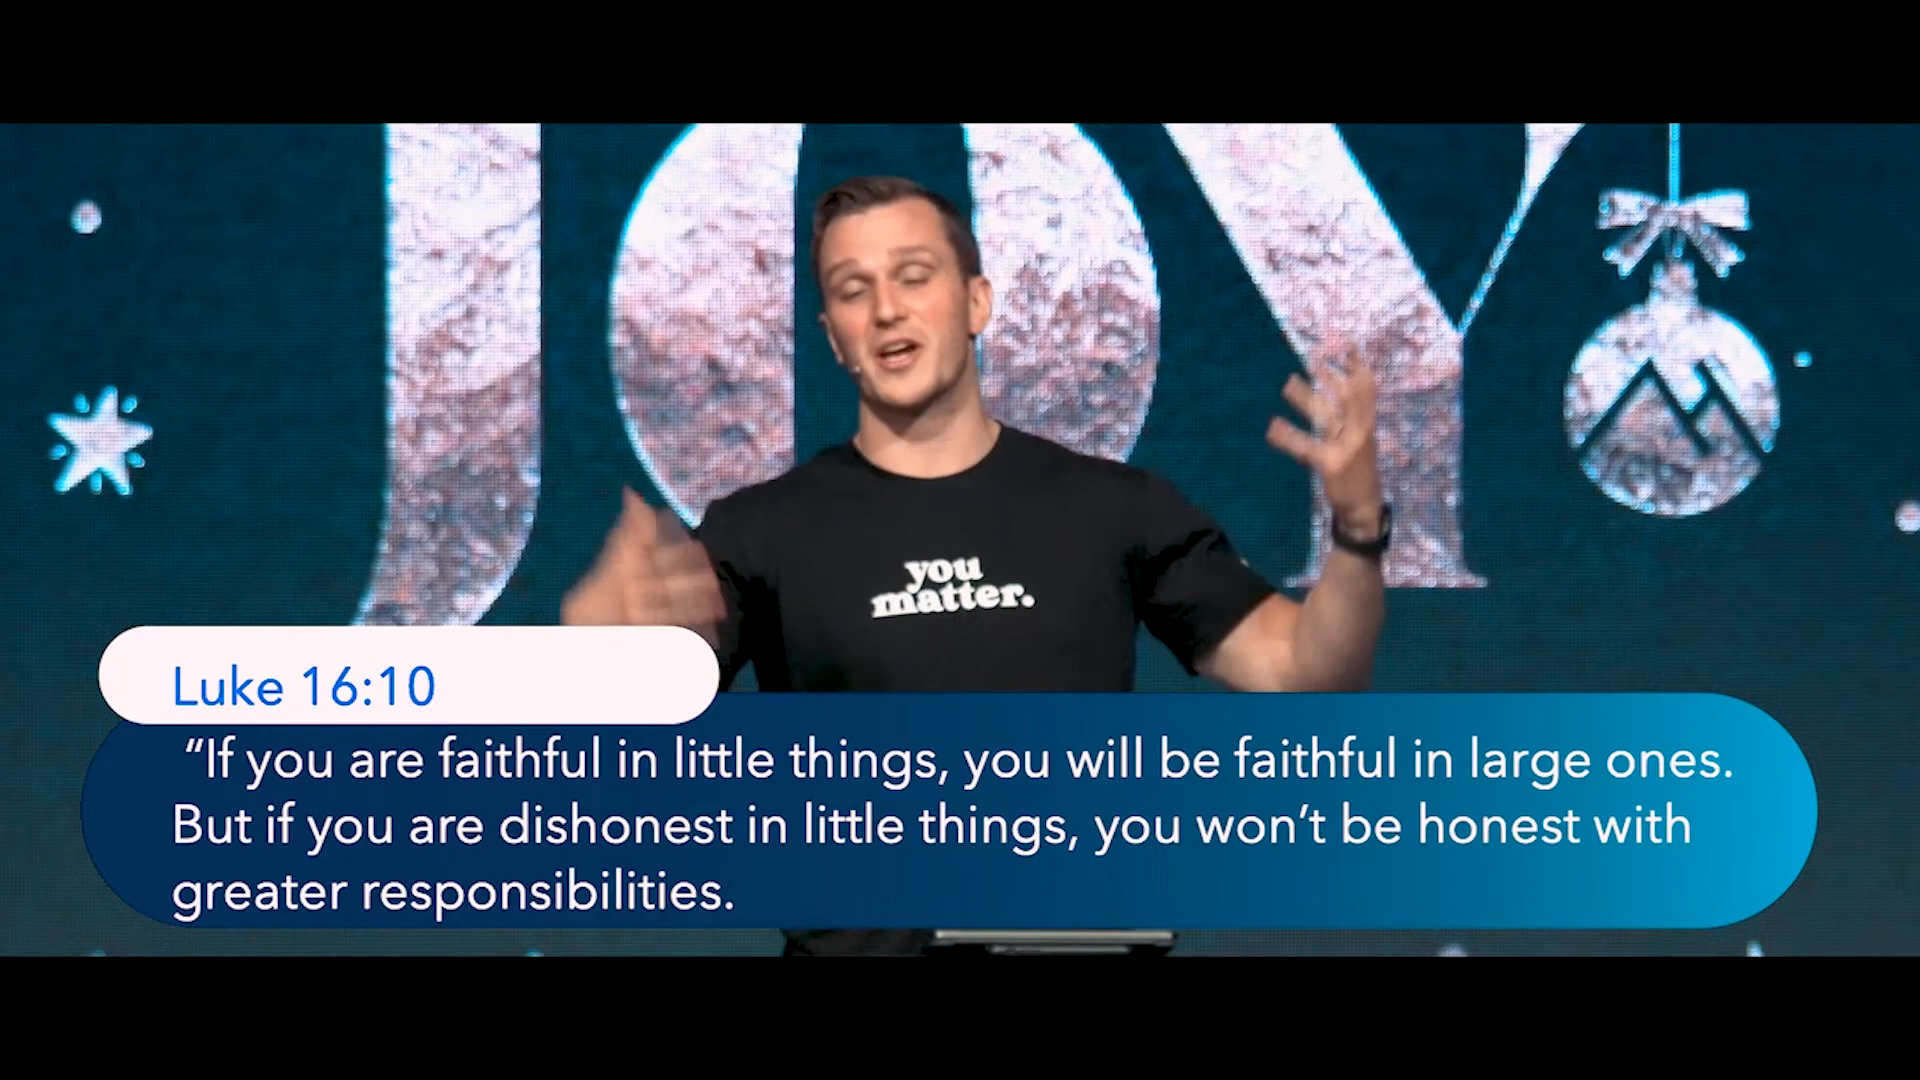 JOY
you
matter.
Luke 16:10
“If you are faithful in little things, you will be faithful in large ones.
But if you are dishonest in little things, you won’t be honest with
greater responsibilities.